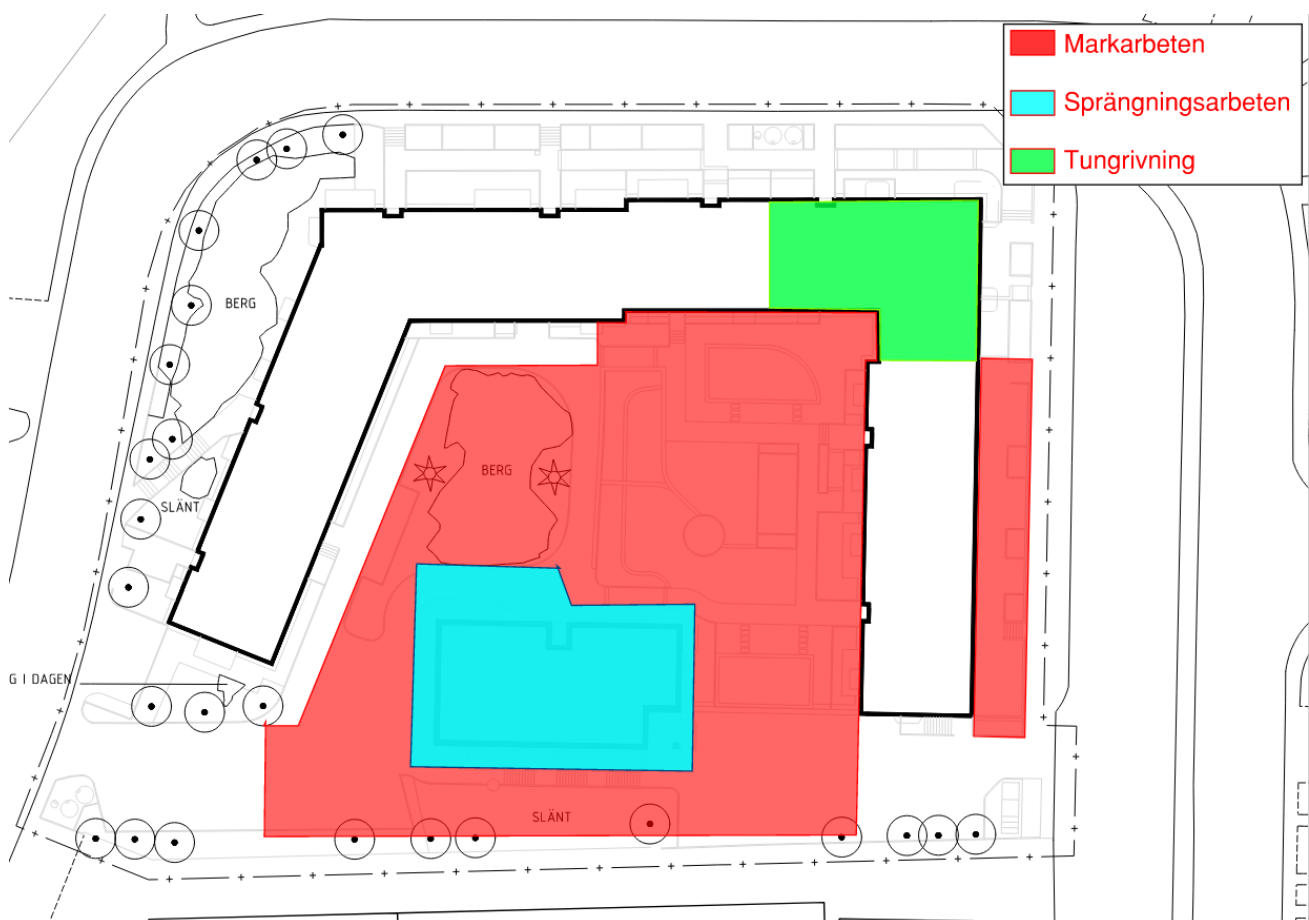 Markarbeten
Sprängningsarbeten
Tungrivning
BERG
BERG
SLÄNT
G I DAGEN
SLÄNT